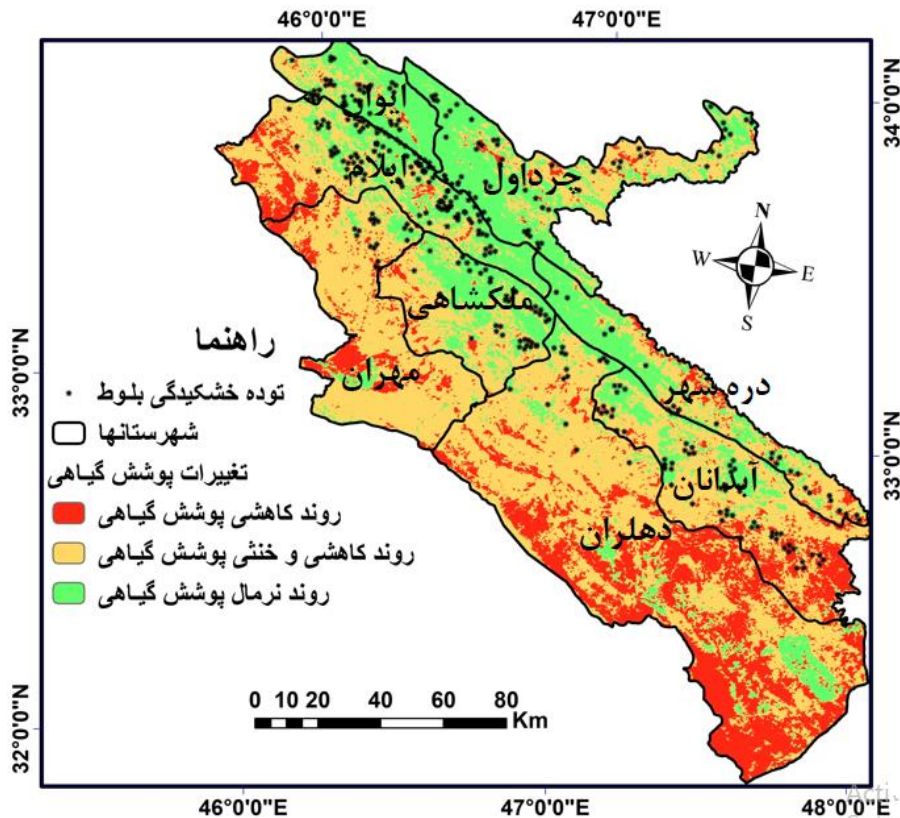 46°0'0"E
47°0'0"E
34°0'0"N
ایوان
ایلام
چرداول
N
W
E
S
ملکشاهی
33°0'0"N
راهنما
مهران
توده خشکیدگی بلوط
دره شهر
شهرستانها
33°0'0"N
تغییرات پوشش گیاهی
آبدانان
روند کاهشی پوشش گیاهی
دهلران
روند کاهشی و خنثی پوشش گیاهی
روند نرمال پوشش گیاهی
0 10 20 40 60 80
Km
32°0'0"N
46°0'0"E
47°0'0"E
48°0'0"E